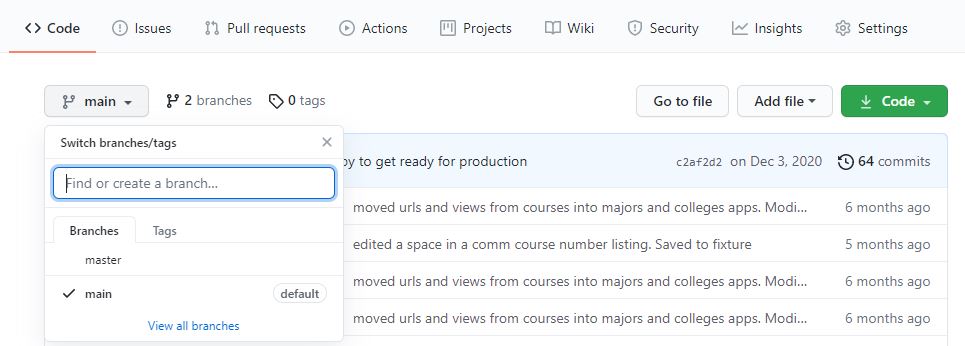 Code Issues Pull requests Actions Projects Wiki Security Insights Settings
main 2 branches 0 tags Go to file Add file Code
Switch branches/tags
to get ready for production c2af2d2 on Dec 3, 2020 64 commits
Find or create a branch...
moved urls and views from courses into majors and colleges apps. Modi... 6 months ago
Branches Tags
edited a space in a comm course number listing. Saved to fixture 5 months ago
master
moved urls and views from courses into majors and colleges apps. Modi... 6 months ago
main default
moved urls and views from courses into majors and colleges apps. Modi... 6 months ago
View all branches